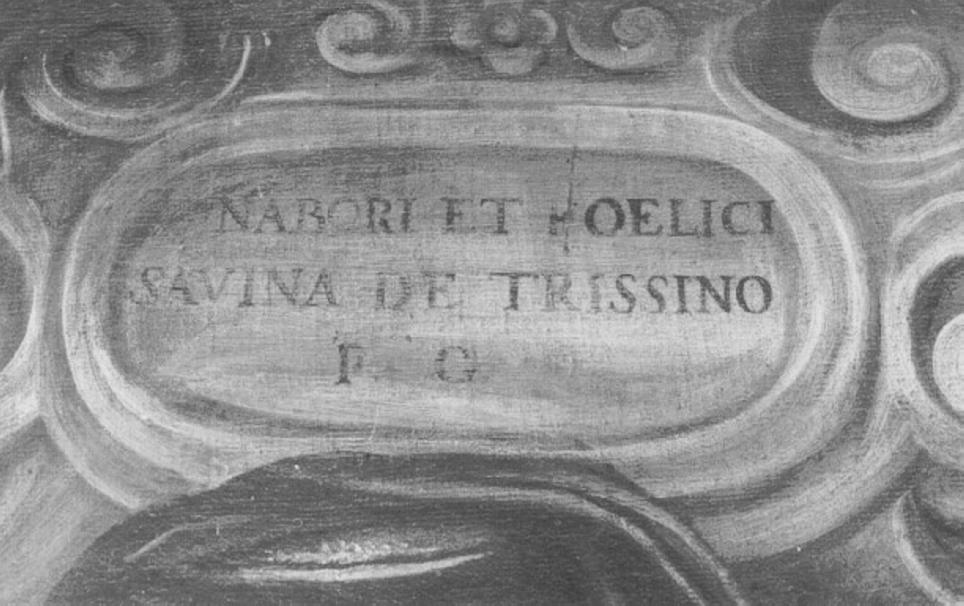 NABORI ET FOELICI
SAVINA DE TRISSINO
F G